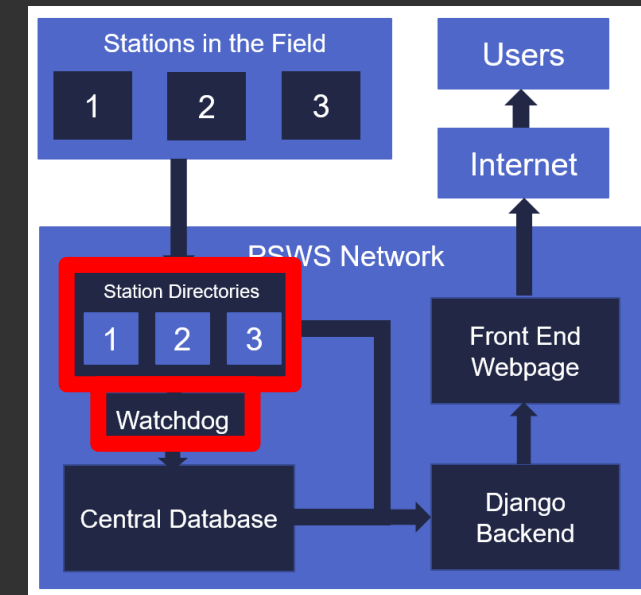 Stations in the Field
1 2 3
Users
Internet
PSWS Network
Station Directories
1 2 3
Watchdog
Central Database
Front End
Webpage
Django
Backend